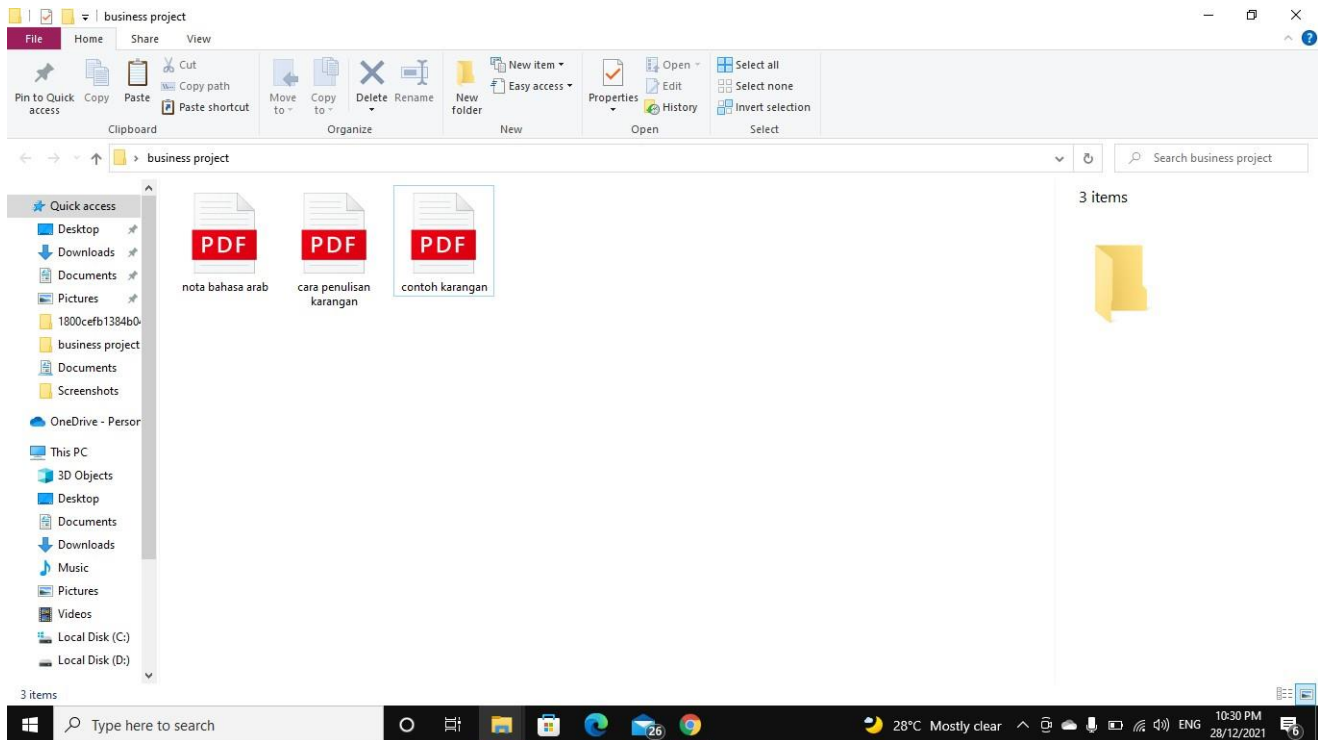 business project
File Home Share View
Pin to Quick access
Copy
Paste
Cut
Copy path
Paste shortcut
Move to
Copy to
Delete
Rename
New folder
New item
Easy access
Properties
Open
Edit
History
Select all
Select none
Invert selection
Clipboard Organize New Open Select
business project
Search business project
Quick access
Desktop
Downloads
Documents
Pictures
1800cefb1384b0
business project
Documents
Screenshots
OneDrive - Person
This PC
3D Objects
Desktop
Documents
Downloads
Music
Pictures
Videos
Local Disk (C:)
Local Disk (D:)
PDF
nota bahasa arab
PDF
cara penulisan
karangan
PDF
contoh karangan
3 items
3 items
Type here to search
26
28°C Mostly clear
ENG
10:30 PM
28/12/2021
6